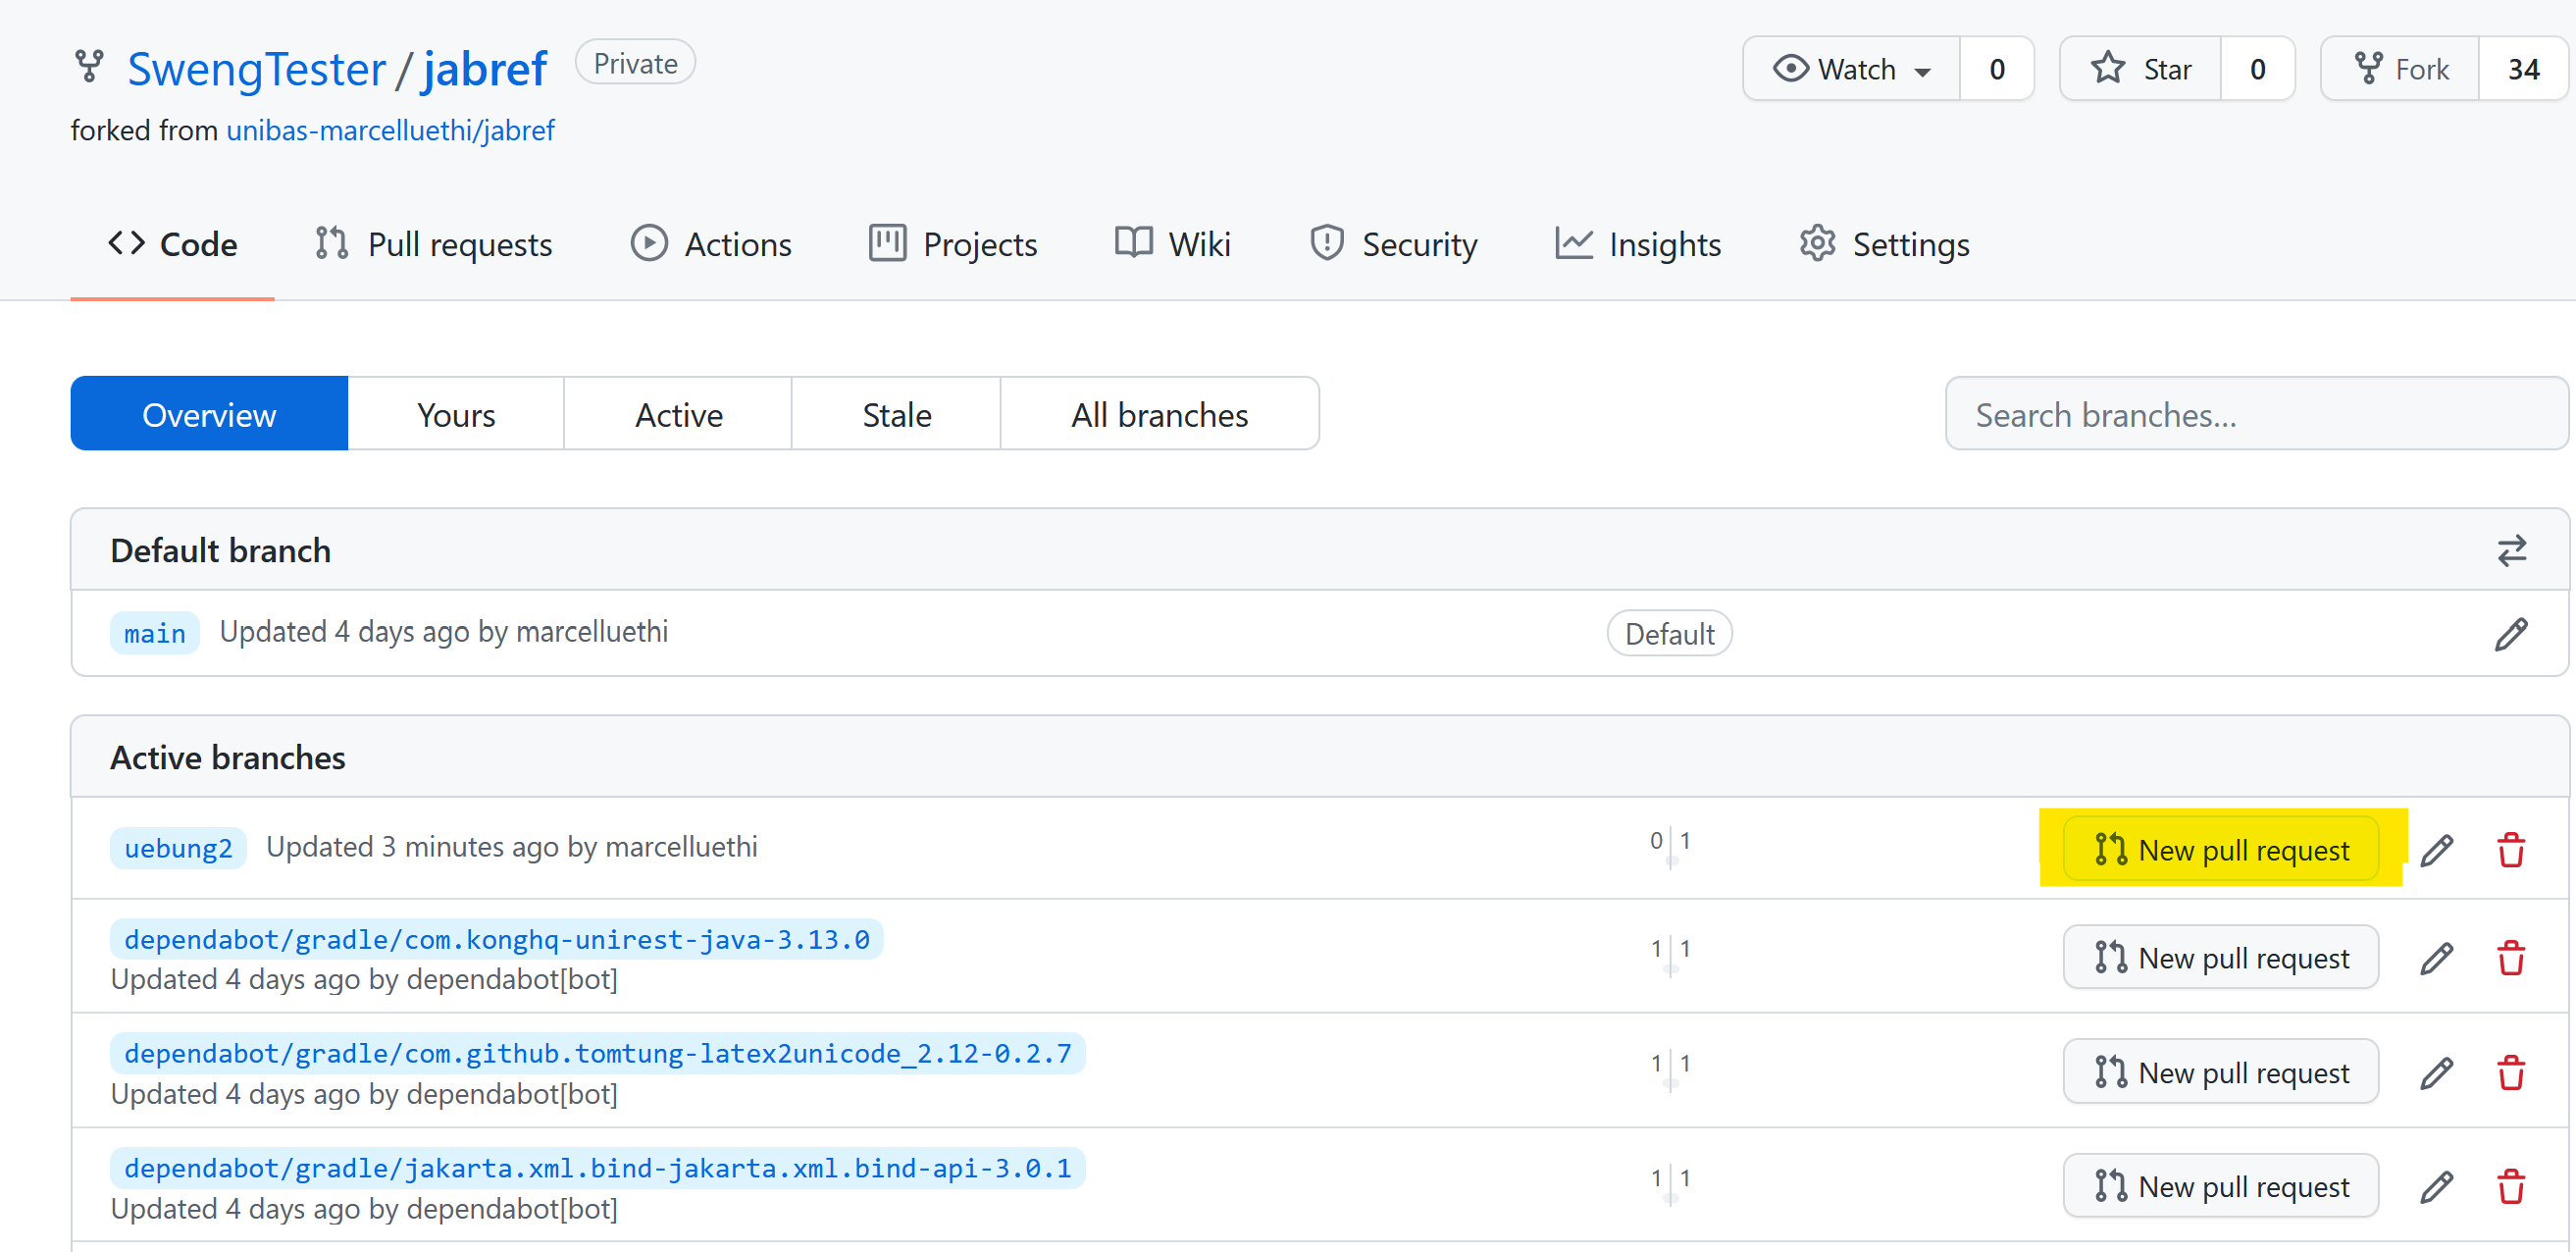 SwengTester / jabref Private Watch 0 Star 0 Fork 34
forked from unibas-marcelluethi/jabref
Code Pull requests Actions Projects Wiki Security Insights Settings
Overview Yours Active Stale All branches Search branches...
Default branch
main Updated 4 days ago by marcelluethi Default
Active branches
uebung2 Updated 3 minutes ago by marcelluethi 0 1 New pull request
dependabot/gradle/com.konghq-unirest-java-3.13.0 1 1 New pull request
Updated 4 days ago by dependabot[bot]
dependabot/gradle/com.github.tomtung-latex2unicode_2.12-0.2.7 1 1 New pull request
Updated 4 days ago by dependabot[bot]
dependabot/gradle/jakarta.xml.bind-jakarta.xml.bind-api-3.0.1 1 1 New pull request
Updated 4 days ago by dependabot[bot]